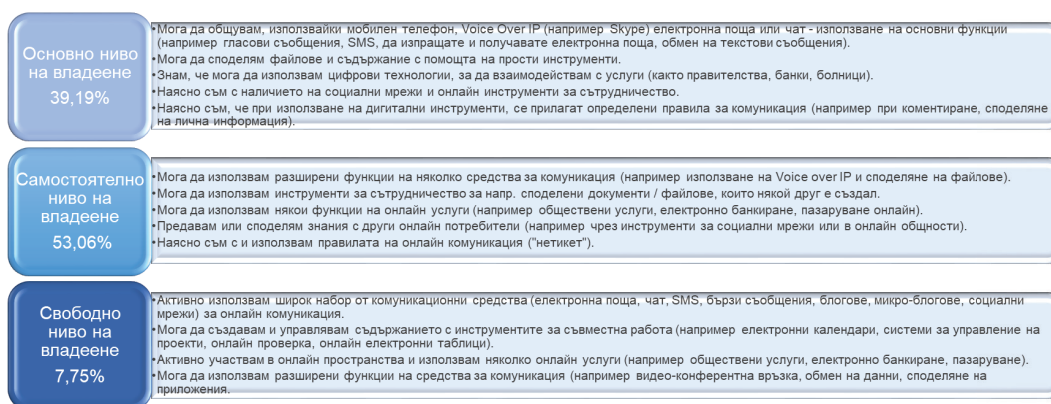 Основно ниво
на владеене
39,19%
•Мога да общувам, използвайки мобилен телефон, Voice Over IP (например Skype) електронна поща или чат - използване на основни функции
(например гласови съобщения, SMS, да изпращате и получавате електронна поща, обмен на текстови съобщения).
•Мога да споделям файлове и съдържание с помощта на прости инструменти.
•Знам, че мога да използвам цифрови технологии, за да взаимодействам с услуги (както правителства, банки, болници).
•Наясно съм с наличието на социални мрежи и онлайн инструменти за сътрудничество.
•Наясно съм, че при използване на дигитални инструменти, се прилагат определени правила за комуникация (например при коментиране, споделяне
на лична информация).
Самостоятелно
ниво на
владеене
53,06%
•Мога да използвам разширени функции на няколко средства за комуникация (например използване на Voice over IP и споделяне на файлове).
•Мога да използвам инструменти за сътрудничество за напр. споделени документи / файлове, които някой друг е създал.
•Мога да използвам някои функции на онлайн услуги (например обществени услуги, електронно банкиране, пазаруване онлайн).
•Предавам или споделям знания с други онлайн потребители (например чрез инструменти за социални мрежи или в онлайн общности).
•Наясно съм с и използвам правилата на онлайн комуникация ("нетикет").
Свободно
ниво на
владеене
7,75%
•Активно използвам широк набор от комуникационни средства (електронна поща, чат, SMS, бързи съобщения, блогове, микро-блогове, социални
мрежи) за онлайн комуникация.
•Мога да създавам и управлявам съдържанието с инструментите за съвместна работа (например електронни календари, системи за управление на
проекти, онлайн проверка, онлайн електронни таблици).
•Активно участвам в онлайн пространства и използвам няколко онлайн услуги (например обществени услуги, електронно банкиране, пазаруване).
•Мога да използвам разширени функции на средства за комуникация (например видео-конферентна връзка, обмен на данни, споделяне на
приложения.